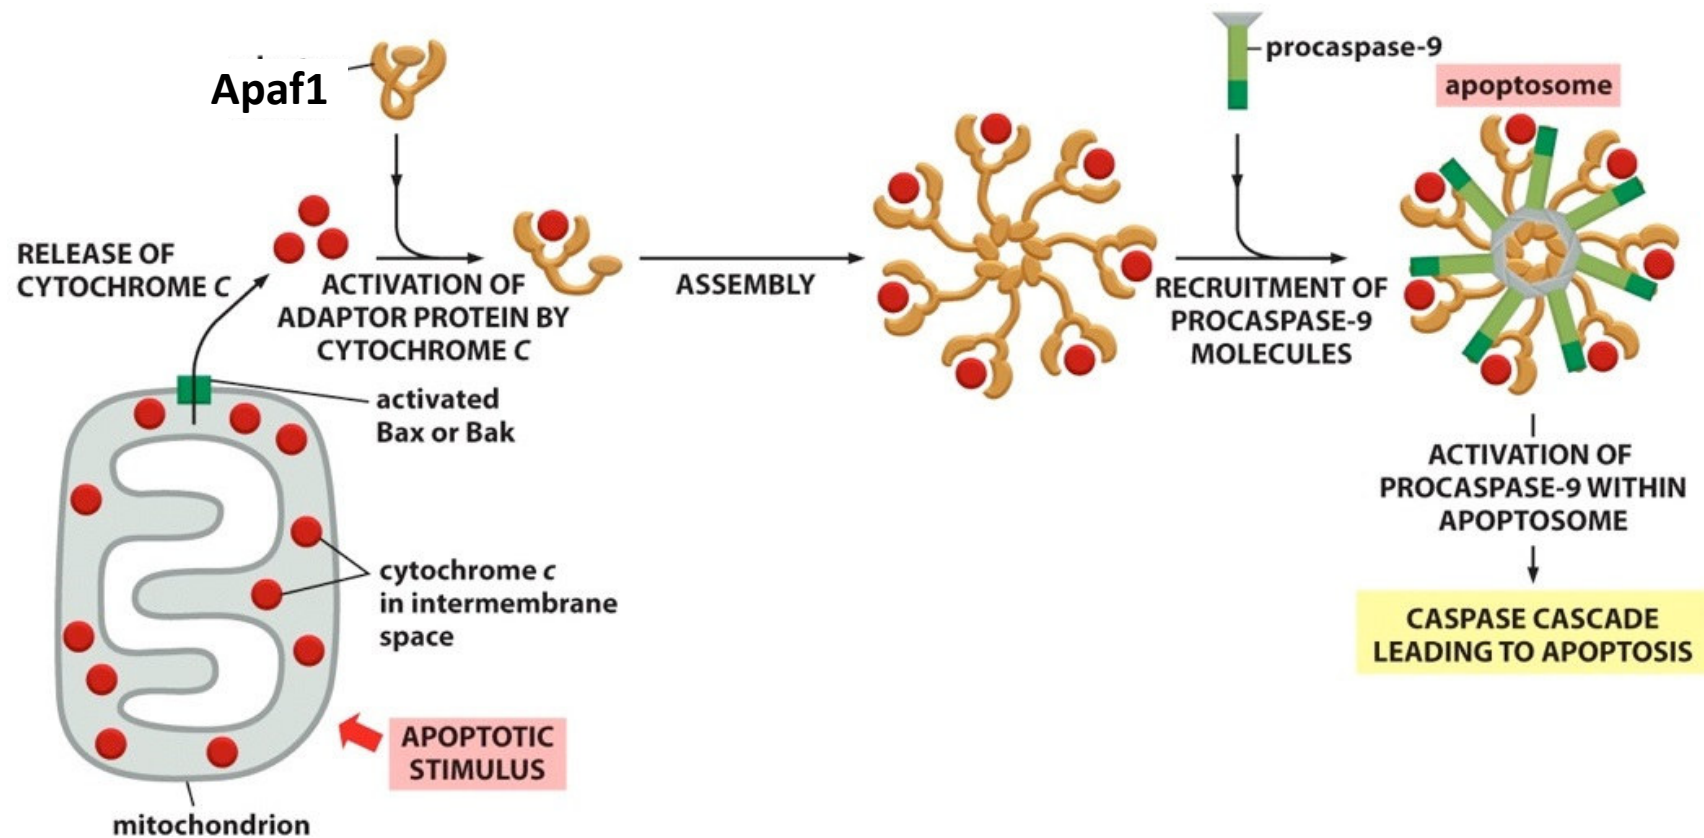 Apaf1
procaspase-9
apoptosome
RELEASE OF
CYTOCHROME C
ACTIVATION OF
ADAPTOR PROTEIN BY
CYTOCHROME C
ASSEMBLY
RECRUITMENT OF
PROCASPASE-9
MOLECULES
activated
Bax or Bak
ACTIVATION OF
PROCASPASE-9 WITHIN
APOPTOSOME
cytochrome c
in intermembrane
space
CASPASE CASCADE
LEADING TO APOPTOSIS
APOPTOTIC
STIMULUS
mitochondrion